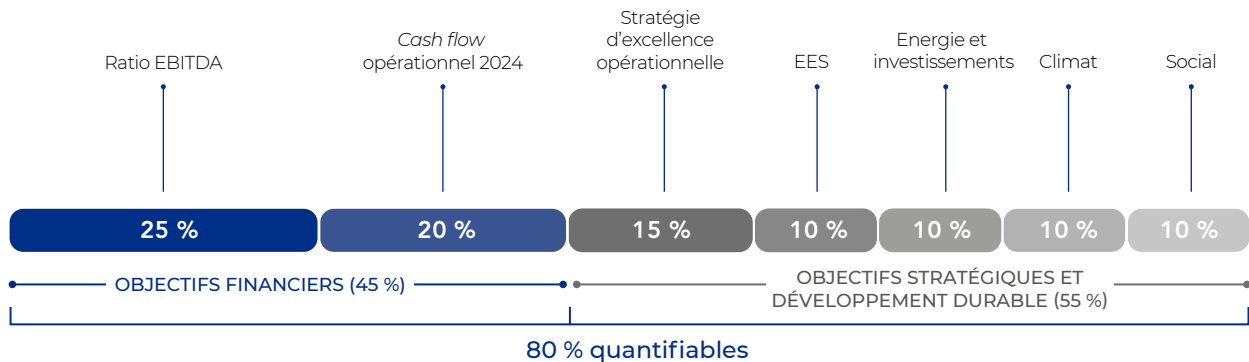 Ratio EBITDA
Cash flow
opérationnel 2024
Stratégie
d'excellence
opérationnelle
EES
Energie et
investissements
Climat
Social
25 %
20 %
15 %
10 %
10 %
10 %
10 %
OBJECTIFS FINANCIERS (45 %)
OBJECTIFS STRATÉGIQUES ET
DÉVELOPPEMENT DURABLE (55 %)
80 % quantifiables